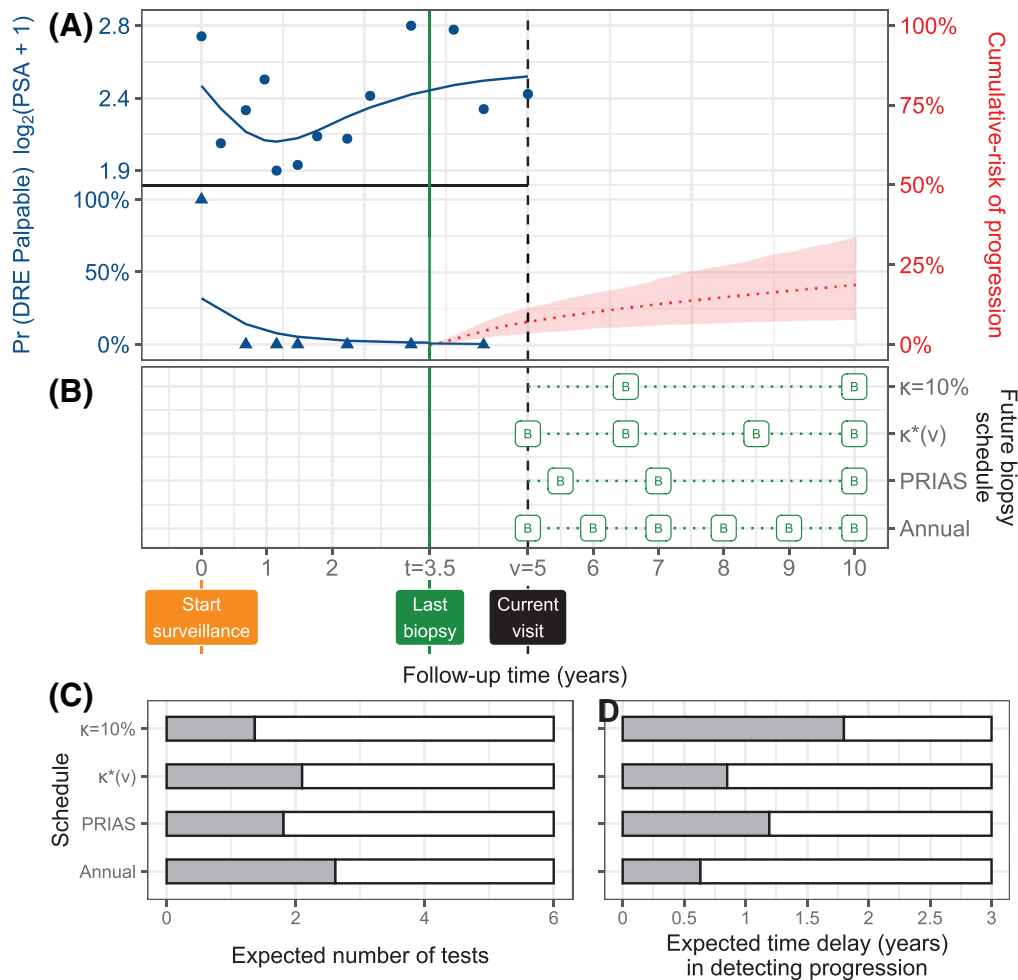 (A)
Pr (DRE Palpable) log₂(PSA + 1)
2.8
2.4
1.9
100%
50%
0%
100%
75%
50%
25%
0%
Cumulative-risk of progression
(B)
B B κ=10%
B B B B κ*(v)
B B B PRIAS
B B B B B B Annual
Future biopsy
schedule
0 1 2 t=3.5 v=5 6 7 8 9 10
Start
surveillance
Last
biopsy
Current
visit
Follow-up time (years)
(C)
Schedule
κ=10%
κ*(v)
PRIAS
Annual
0 2 4 6
Expected number of tests
D
0 0.5 1 1.5 2 2.5 3
Expected time delay (years)
in detecting progression